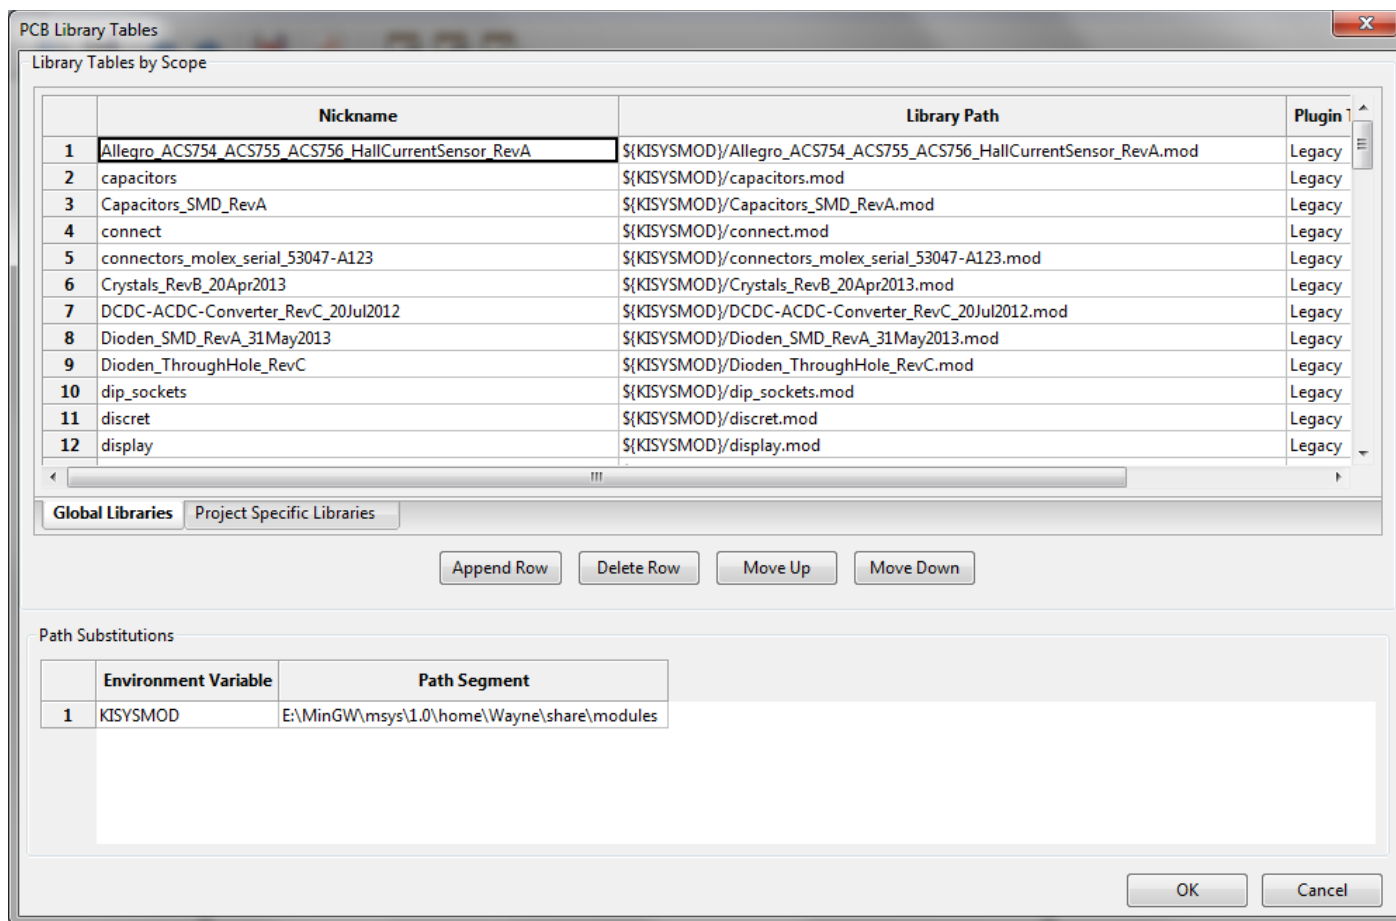 PCB Library Tables
Library Tables by Scope
Nickname Library Path Plugin
1 Allegro_ACS754_ACS755_ACS756_HallCurrentSensor_RevA ${KISYSMOD}/Allegro_ACS754_ACS755_ACS756_HallCurrentSensor_RevA.mod Legacy
2 capacitors ${KISYSMOD}/capacitors.mod Legacy
3 Capacitors_SMD_RevA ${KISYSMOD}/Capacitors_SMD_RevA.mod Legacy
4 connect ${KISYSMOD}/connect.mod Legacy
5 connectors_molex_serial_53047-A123 ${KISYSMOD}/connectors_molex_serial_53047-A123.mod Legacy
6 Crystals_RevB_20Apr2013 ${KISYSMOD}/Crystals_RevB_20Apr2013.mod Legacy
7 DCDC-ACDC-Converter_RevC_20Jul2012 ${KISYSMOD}/DCDC-ACDC-Converter_RevC_20Jul2012.mod Legacy
8 Dioden_SMD_RevA_31May2013 ${KISYSMOD}/Dioden_SMD_RevA_31May2013.mod Legacy
9 Dioden_ThroughHole_RevC ${KISYSMOD}/Dioden_ThroughHole_RevC.mod Legacy
10 dip_sockets ${KISYSMOD}/dip_sockets.mod Legacy
11 discret ${KISYSMOD}/discret.mod Legacy
12 display ${KISYSMOD}/display.mod Legacy
Global Libraries Project Specific Libraries
Append Row Delete Row Move Up Move Down
Path Substitutions
Environment Variable Path Segment
1 KISYSMOD E:\MinGW\msys\1.0\home\Wayne\share\modules
OK Cancel